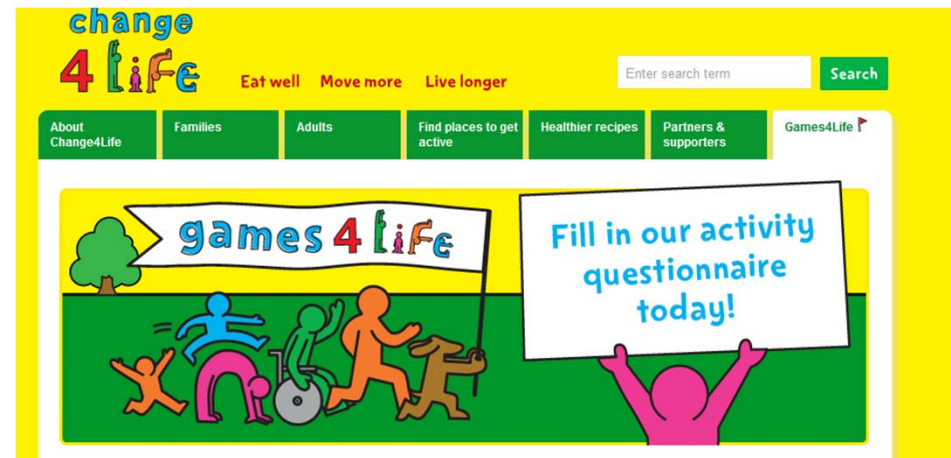 change
4 Life
Eat well Move more Live longer
Enter search term
Search
About
Change4Life
Families
Adults
Find places to get
active
Healthier recipes
Partners &
supporters
Games4Life
games 4 Life
Fill in our activity
questionnaire
today!